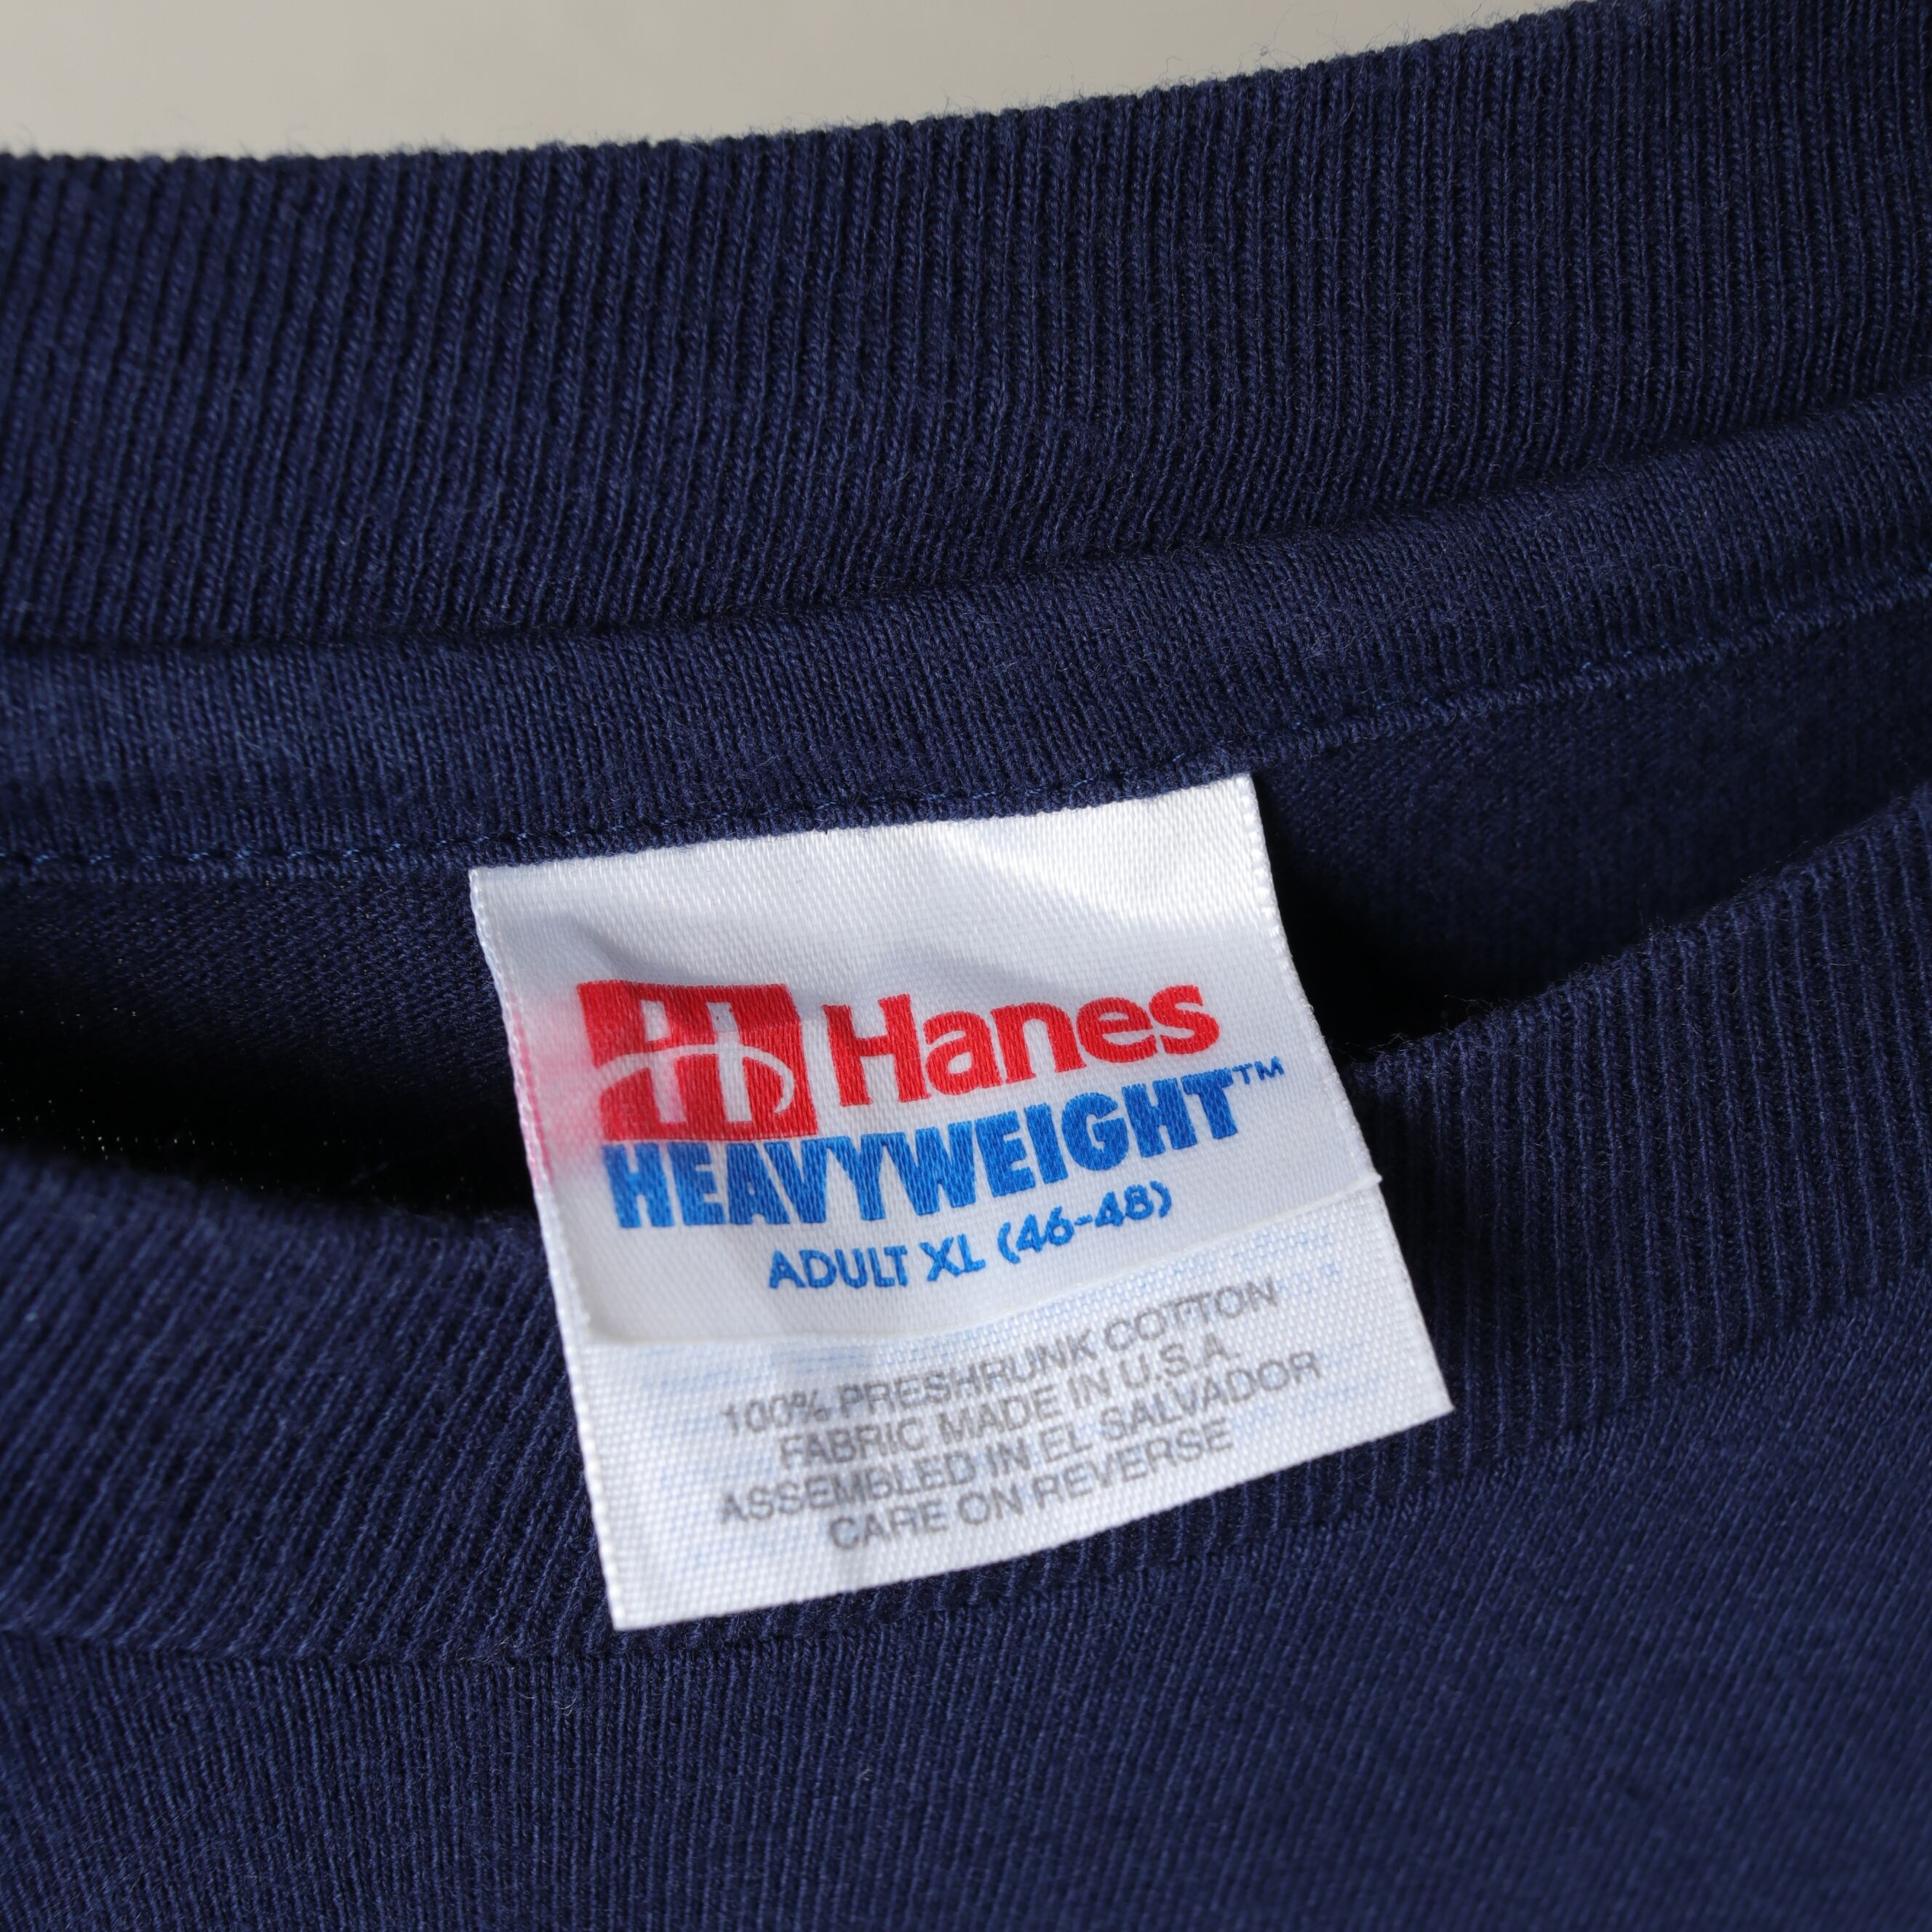 Hanes
HEAVYWEIGHT™
ADULT XL (46-48)
100% PRESHRUNK COTTON
FABRIC MADE IN U.S.A.
ASSEMBLED IN EL SALVADOR
CARE ON REVERSE